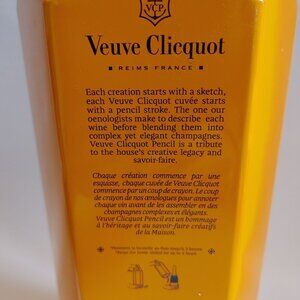 VCP
Veuve Clicquot
REIMS FRANCE
Each creation starts with a sketch,
each Veuve Clicquot cuvée starts
with a pencil stroke. The one our
oenologists make to describe each
wine before blending them into
complex yet elegant champagnes.
Veuve Clicquot Pencil is a tribute
to the house's creative legacy and
savoir-faire.
Chaque création commence par une
esquisse, chaque cuvée de Veuve Clicquot
commence par un coup de crayon. Le coup
de crayon de nos œnologues pour annoter
chaque vin avant de les assembler en des
champagnes complexes et élégants.
Veuve Clicquot Pencil est un hommage
à l'héritage et au savoir-faire créatifs
de la Maison.